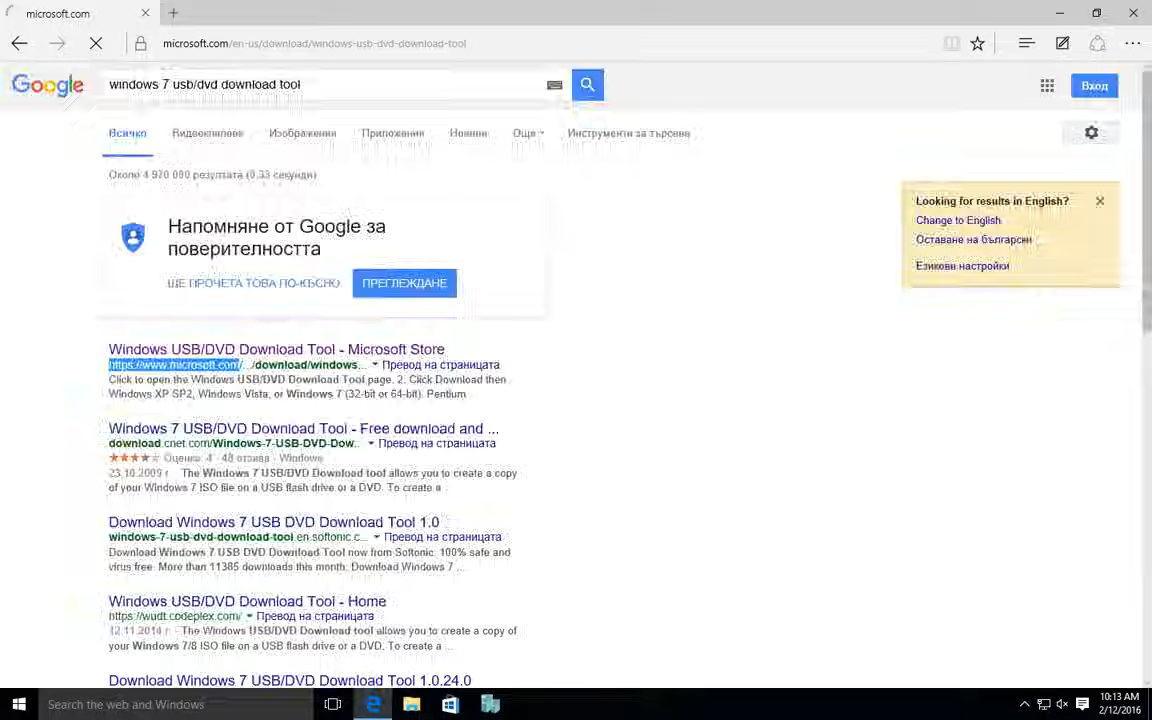 microsoft.com
microsoft.com/en-us/download/windows-usb-dvd-download-tool
Google
windows 7 usb/dvd download tool
Вход
Всичко Видеоклипове Изображения Приложения Новини Още Инструменти за търсене
Около 4 970 000 резултата (0,33 секунди)
Напомняне от Google за
поверителността
ЩЕ ПРОЧЕТА ТОВА ПО-КЪСНО ПРЕГЛЕЖДАНЕ
Looking for results in English?
Change to English
Оставане на български
Езикови настройки
Windows USB/DVD Download Tool - Microsoft Store
https://www.microsoft.com/.../download/windows... Превод на страницата
Click to open the Windows USB/DVD Download Tool page. 2. Click Download then
Windows XP SP2, Windows Vista, or Windows 7 (32-bit or 64-bit). Pentium
Windows 7 USB/DVD Download Tool - Free download and ...
download.cnet.com/Windows-7-USB-DVD-Dow... Превод на страницата
Оценка: 4 - 48 отзива - Windows
23.10.2009 г. - The Windows 7 USB/DVD Download tool allows you to create a copy
of your Windows 7 ISO file on a USB flash drive or a DVD. To create a
Download Windows 7 USB DVD Download Tool 1.0
windows-7-usb-dvd-download-tool.en.softonic.c... Превод на страницата
Download Windows 7 USB DVD Download Tool now from Softonic: 100% safe and
virus free. More than 11385 downloads this month. Download Windows 7 ...
Windows USB/DVD Download Tool - Home
https://wudt.codeplex.com/ Превод на страницата
12.11.2014 г. - The Windows USB/DVD Download tool allows you to create a copy of
your Windows 7/8 ISO file on a USB flash drive or a DVD. To create a ...
Download Windows 7 USB DVD Download Tool 1.0.24.0
Search the web and Windows
10:13 AM
2/12/2016